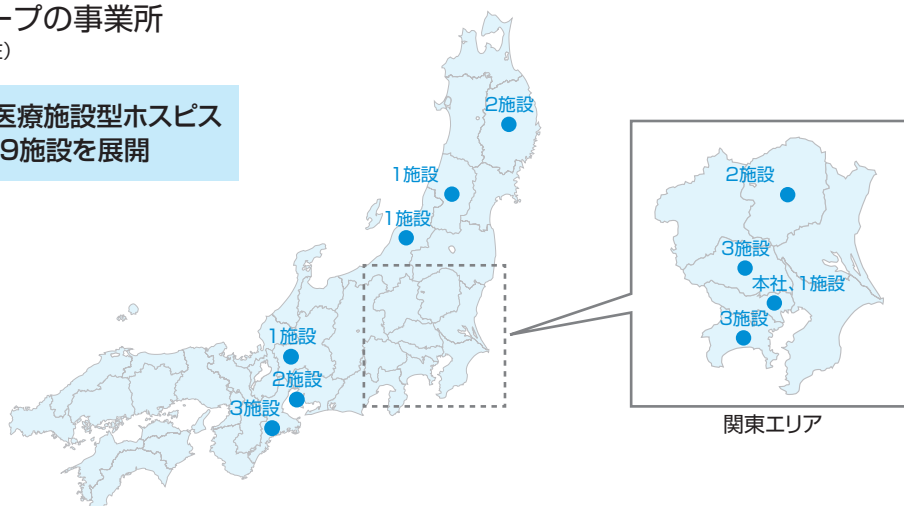 ープの事業所
医療施設型ホスピス
9施設を展開
2施設
1施設
1施設
1施設
2施設
3施設
2施設
3施設
本社、1施設
3施設
関東エリア